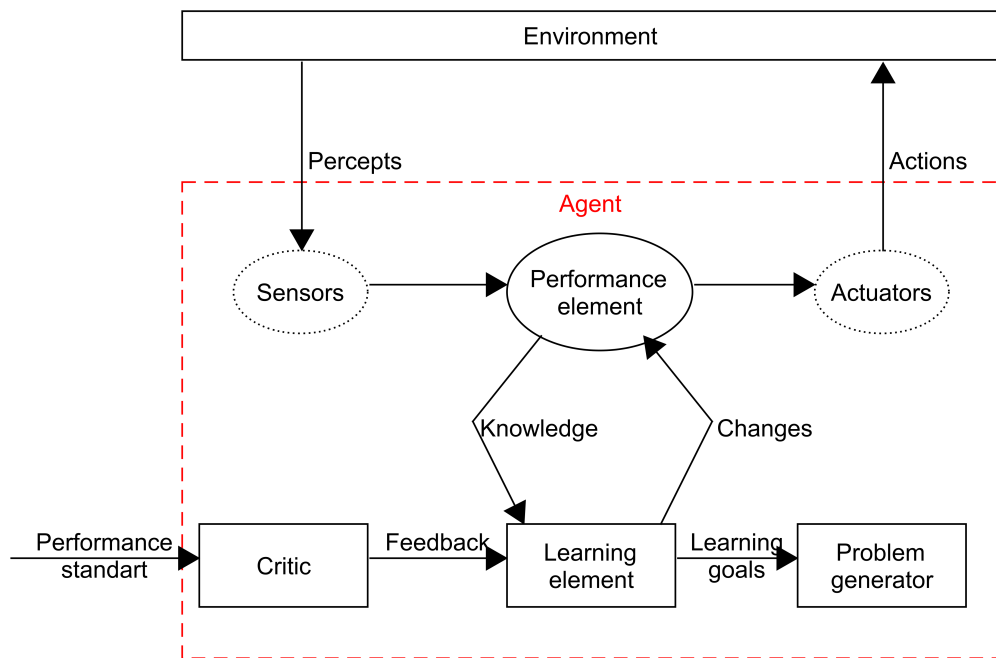 Environment
Percepts
Actions
Agent
Sensors
Performance
element
Actuators
Knowledge
Changes
Performance
standart
Critic
Feedback
Learning
element
Learning
goals
Problem
generator